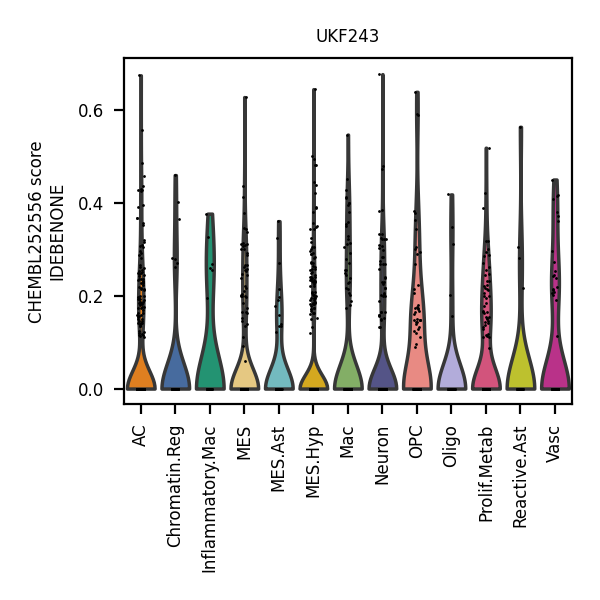 UKF243
CHEMBL252556 score
IDEBENONE
0.6
0.4
0.2
0.0
AC
Chromatin.Reg
Inflammatory.Mac
MES
MES.Ast
MES.Hyp
Mac
Neuron
OPC
Oligo
Prolif.Metab
Reactive.Ast
Vasc